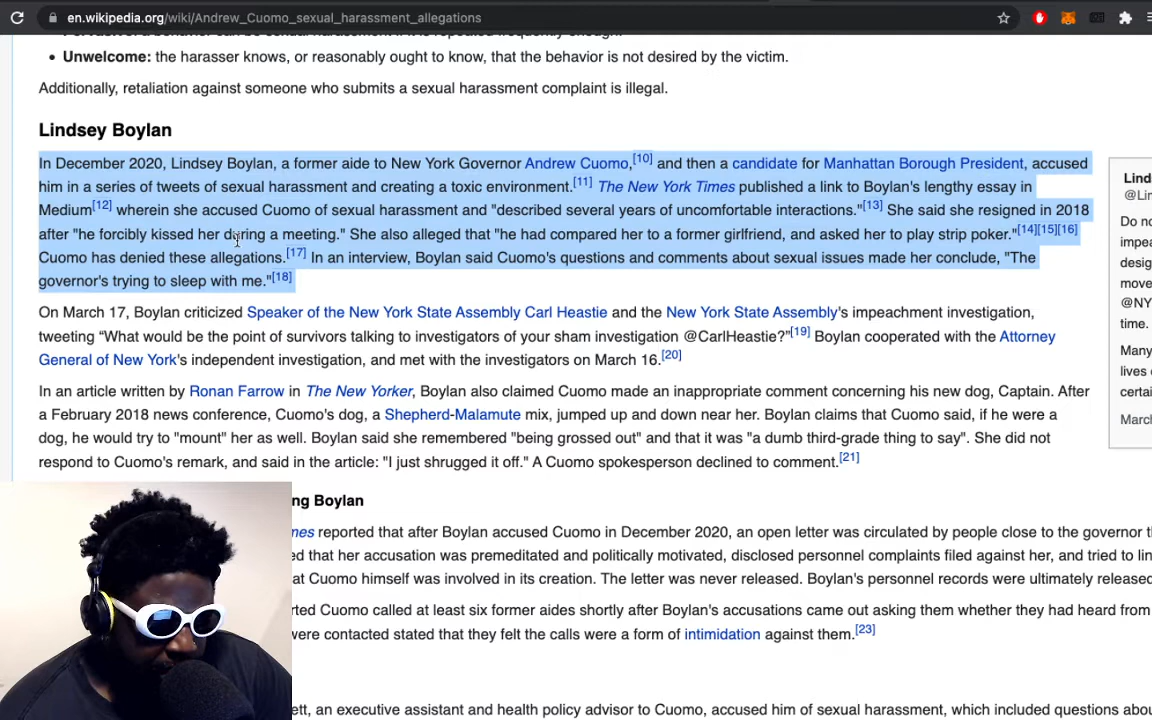 en.wikipedia.org/wiki/Andrew_Cuomo_sexual_harassment_allegations
• Unwelcome: the harasser knows, or reasonably ought to know, that the behavior is not desired by the victim.
Additionally, retaliation against someone who submits a sexual harassment complaint is illegal.
Lindsey Boylan
In December 2020, Lindsey Boylan, a former aide to New York Governor Andrew Cuomo,[10] and then a candidate for Manhattan Borough President, accused
him in a series of tweets of sexual harassment and creating a toxic environment.[11] The New York Times published a link to Boylan's lengthy essay in
Medium[12] wherein she accused Cuomo of sexual harassment and "described several years of uncomfortable interactions."[13] She said she resigned in 2018
after "he forcibly kissed her during a meeting." She also alleged that "he had compared her to a former girlfriend, and asked her to play strip poker."[14][15][16]
Cuomo has denied these allegations.[17] In an interview, Boylan said Cuomo's questions and comments about sexual issues made her conclude, "The
governor's trying to sleep with me."[18]
On March 17, Boylan criticized Speaker of the New York State Assembly Carl Heastie and the New York State Assembly's impeachment investigation,
tweeting “What would be the point of survivors talking to investigators of your sham investigation @CarlHeastie?”[19] Boylan cooperated with the Attorney
General of New York's independent investigation, and met with the investigators on March 16.[20]
In an article written by Ronan Farrow in The New Yorker, Boylan also claimed Cuomo made an inappropriate comment concerning his new dog, Captain. After
a February 2018 news conference, Cuomo's dog, a Shepherd-Malamute mix, jumped up and down near her. Boylan claims that Cuomo said, if he were a
dog, he would try to "mount" her as well. Boylan said she remembered "being grossed out" and that it was "a dumb third-grade thing to say". She did not
respond to Cuomo's remark, and said in the article: "I just shrugged it off." A Cuomo spokesperson declined to comment.[21]
ng Boylan
mes reported that after Boylan accused Cuomo in December 2020, an open letter was circulated by people close to the governor
ed that her accusation was premeditated and politically motivated, disclosed personnel complaints filed against her, and tried to
at Cuomo himself was involved in its creation. The letter was never released. Boylan's personnel records were ultimately released
rted Cuomo called at least six former aides shortly after Boylan's accusations came out asking them whether they had heard from
were contacted stated that they felt the calls were a form of intimidation against them.[23]
ett, an executive assistant and health policy advisor to Cuomo, accused him of sexual harassment, which included questions
Lind
@Lin
Do no
impea
desig
move
@NY
time.
Many
lives
certai
March